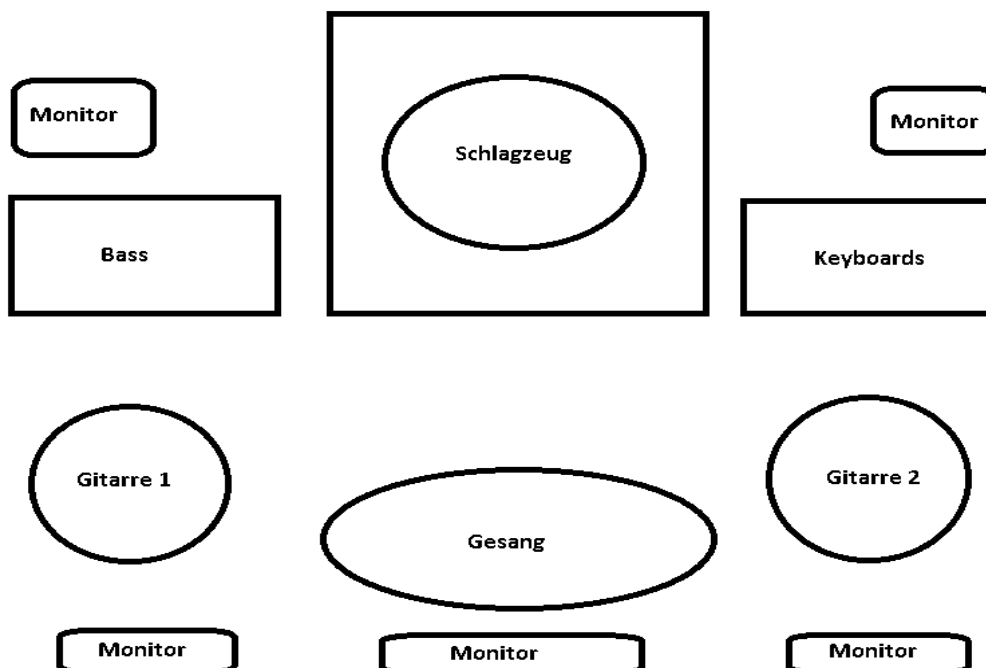 Monitor
Schlagzeug
Monitor
Bass
Keyboards
Gitarre 1
Gesang
Gitarre 2
Monitor
Monitor
Monitor